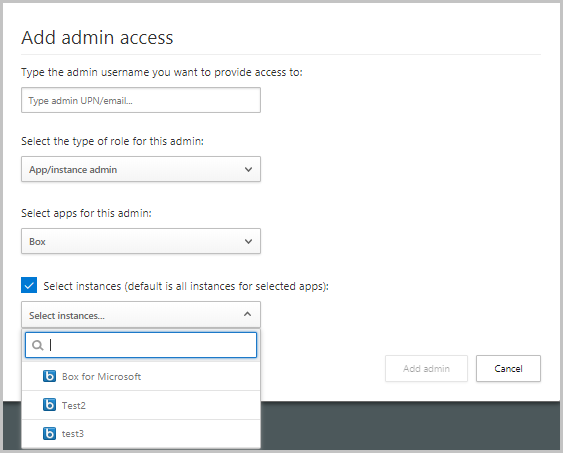 Add admin access
Type the admin username you want to provide access to:
Type admin UPN/email...
Select the type of role for this admin:
App/instance admin
Select apps for this admin:
Box
Select instances (default is all instances for selected apps):
Select instances...
b Box for Microsoft
b Test2
b test3
Add admin Cancel